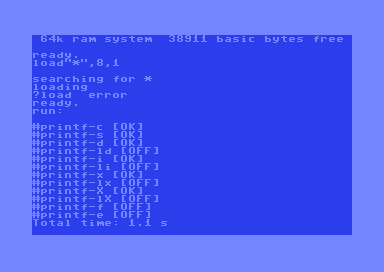 64k ram system  38911 basic bytes free
ready.
load"*",8,1
searching for *
loading
?load  error
ready.
run:
#printf-c [OK]
#printf-s [OK]
#printf-d [OK]
#printf-ld [OFF]
#printf-i [OK]
#printf-li [OFF]
#printf-x [OK]
#printf-lx [OFF]
#printf-X [OK]
#printf-lX [OFF]
#printf-f [OFF]
#printf-e [OFF]
Total time: 1.1 s